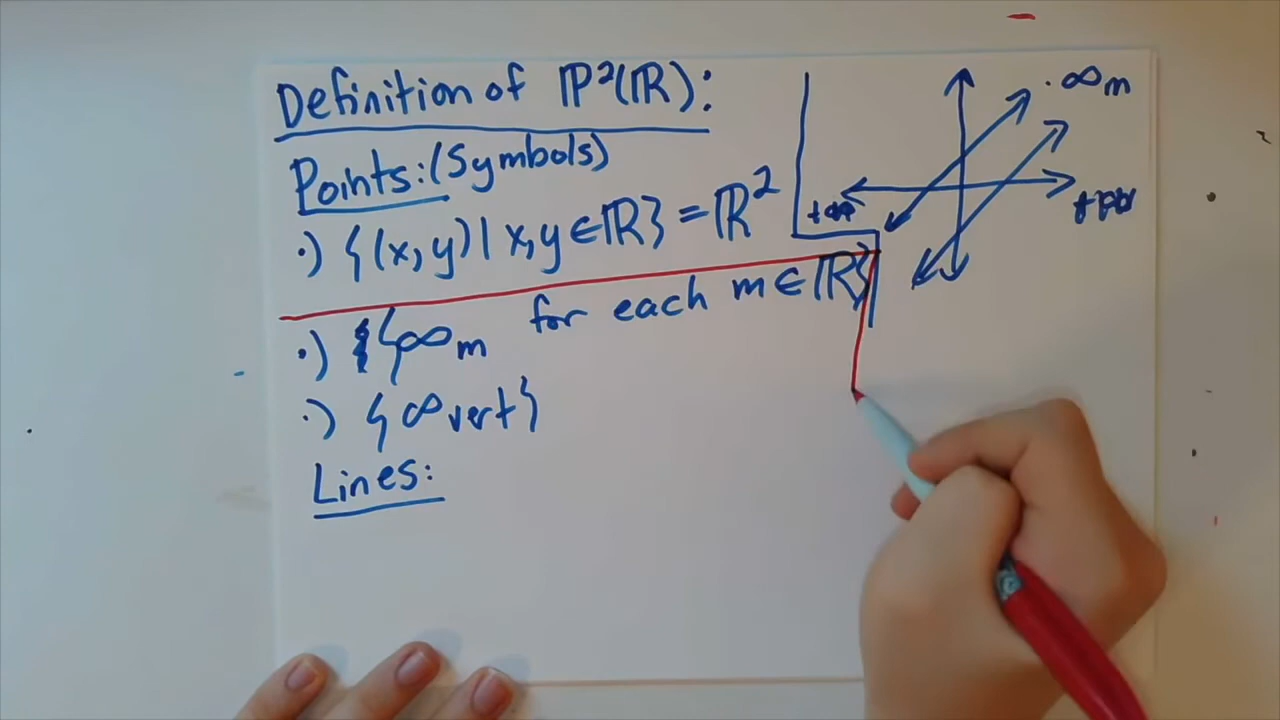 Definition of ℙ²(ℝ):
Points: (Symbols)
·) {(x,y) | x,y ∈ ℝ} = ℝ²
·) {∞ₘ for each m ∈ ℝ}
·) {∞vert}
Lines:
·∞ₘ